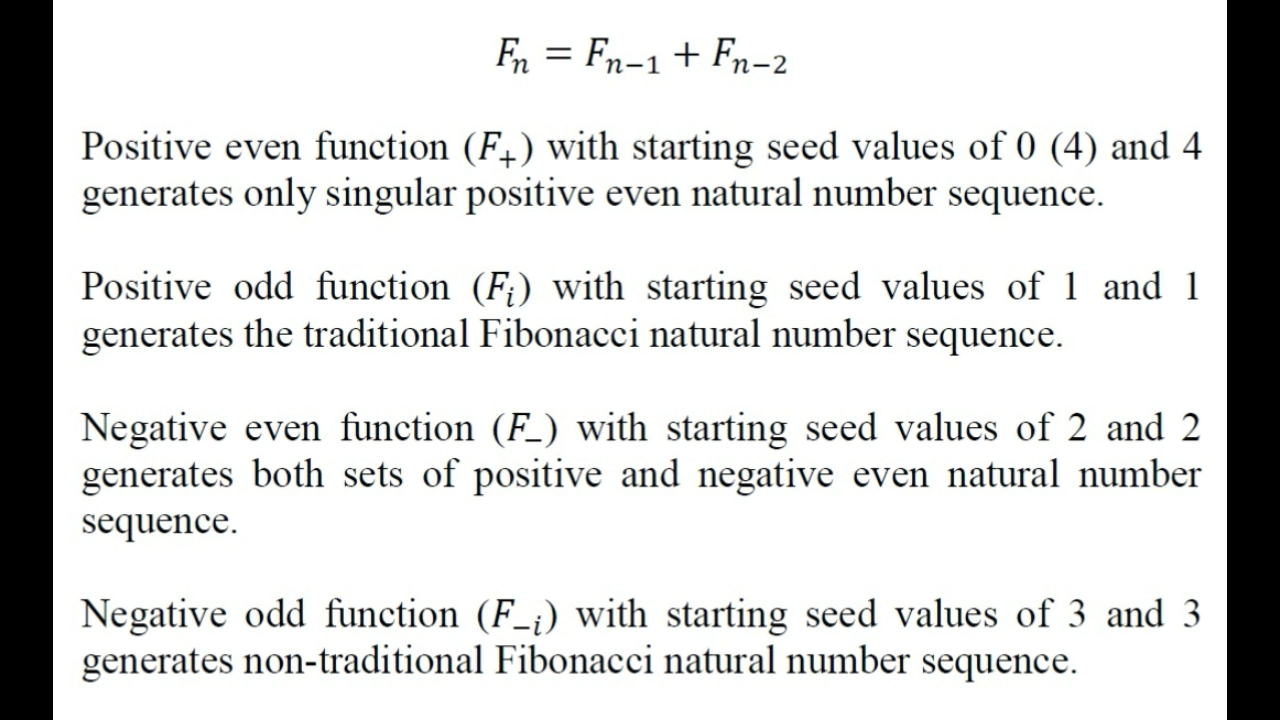 Fₙ = Fₙ₋₁ + Fₙ₋₂
Positive even function (F₊) with starting seed values of 0 (4) and 4
generates only singular positive even natural number sequence.
Positive odd function (Fᵢ) with starting seed values of 1 and 1
generates the traditional Fibonacci natural number sequence.
Negative even function (F₋) with starting seed values of 2 and 2
generates both sets of positive and negative even natural number
sequence.
Negative odd function (F₋ᵢ) with starting seed values of 3 and 3
generates non-traditional Fibonacci natural number sequence.